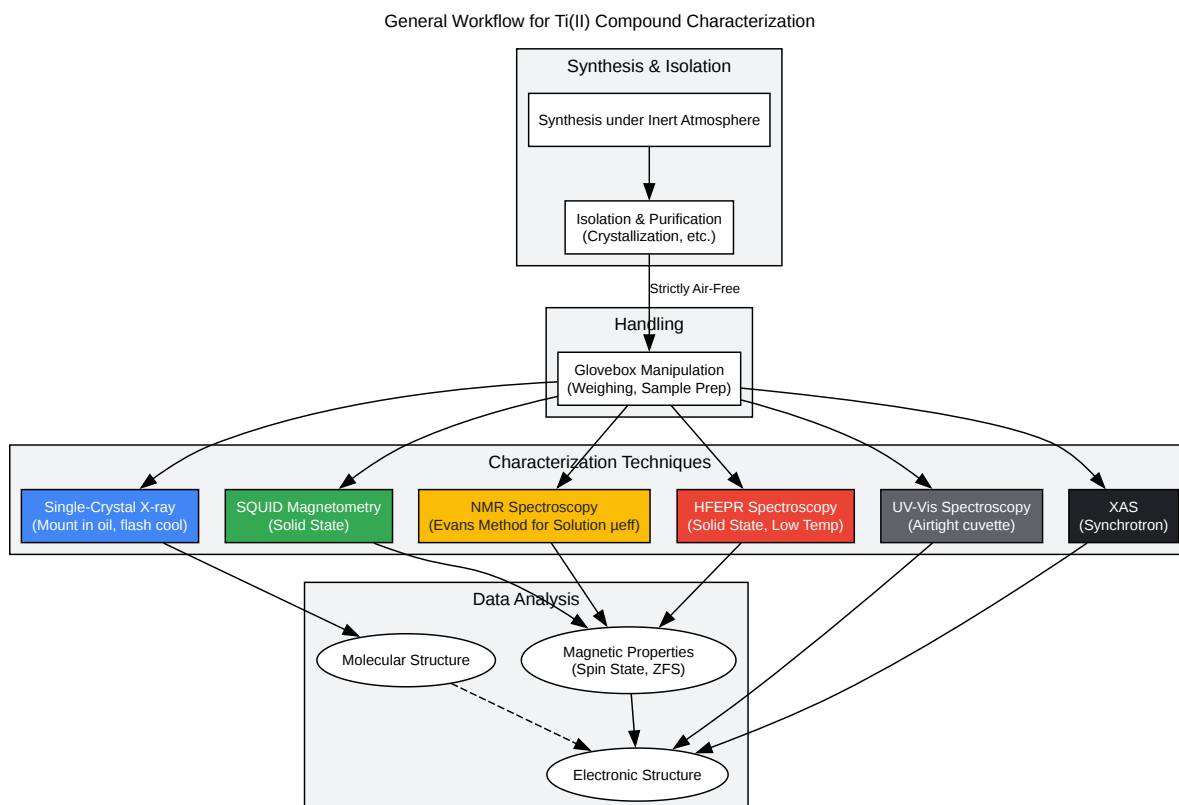 General Workflow for Ti(II) Compound Characterization
Synthesis & Isolation
Synthesis under Inert Atmosphere
Isolation & Purification
(Crystallization, etc.)
Strictly Air-Free
Handling
Glovebox Manipulation
(Weighing, Sample Prep)
Characterization Techniques
Single-Crystal X-ray
(Mount in oil, flash cool)
SQUID Magnetometry
(Solid State)
NMR Spectroscopy
(Evans Method for Solution µeff)
HFEPR Spectroscopy
(Solid State, Low Temp)
UV-Vis Spectroscopy
(Airtight cuvette)
XAS
(Synchrotron)
Data Analysis
Molecular Structure
Magnetic Properties
(Spin State, ZFS)
Electronic Structure